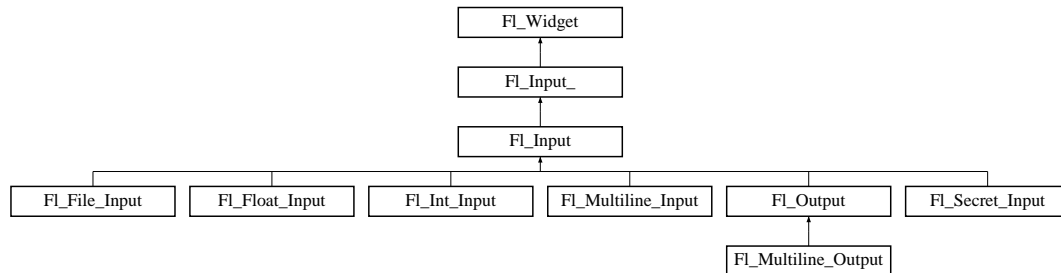 Fl_Widget
Fl_Input_
Fl_Input
Fl_File_Input Fl_Float_Input Fl_Int_Input Fl_Multiline_Input Fl_Output Fl_Secret_Input
Fl_Multiline_Output